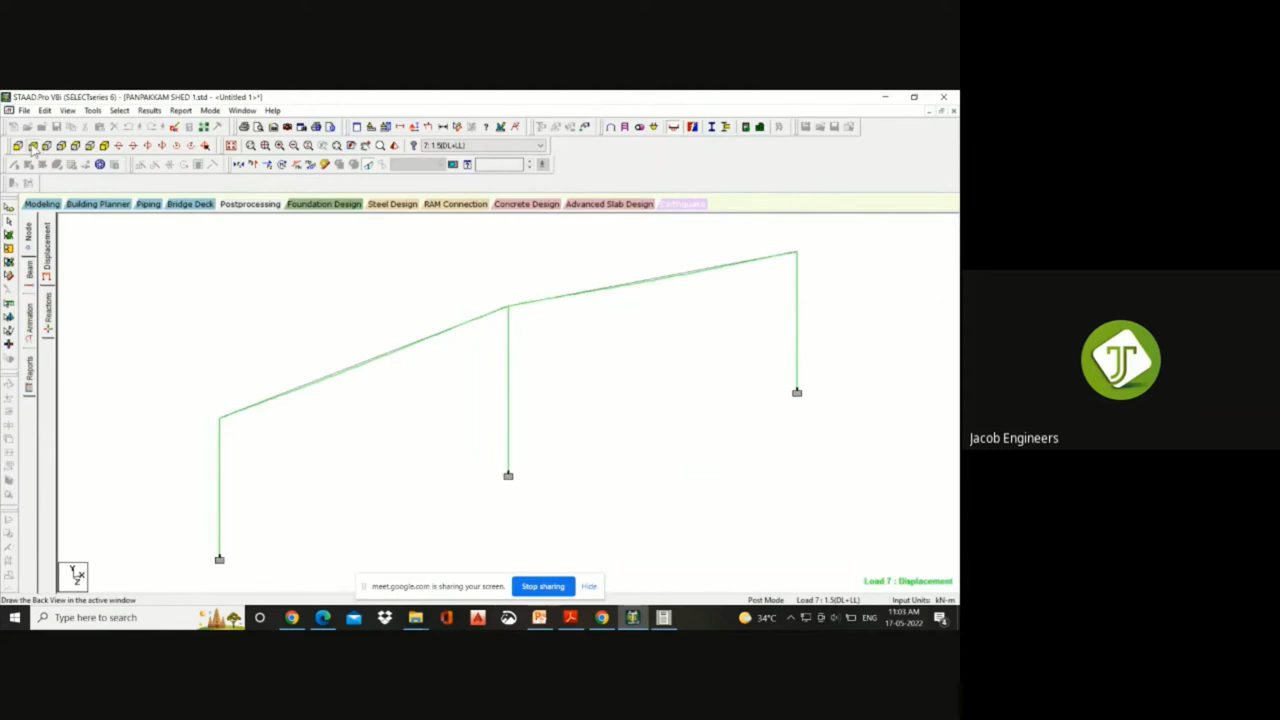 STAAD.Pro V8i (SELECTseries 6) - [PANPAKKAM SHED 1.std - <Untitled 1>*]
File Edit View Tools Select Results Report Mode Window Help
7: 1.5(DL+LL)
Modeling Building Planner Piping Bridge Deck Postprocessing Foundation Design Steel Design RAM Connection Concrete Design Advanced Slab Design Earthquake
Node
Beam
Animation
Reports
Displacement
Reactions
Jacob Engineers
Y
X
Z
Load 7 : Displacement
meet.google.com is sharing your screen. Stop sharing Hide
Draw the Back View in the active window
Post Mode Load 7 : 1.5(DL+LL) Input Units: kN-m
Type here to search
34°C ENG
11:03 AM
17-05-2022
4